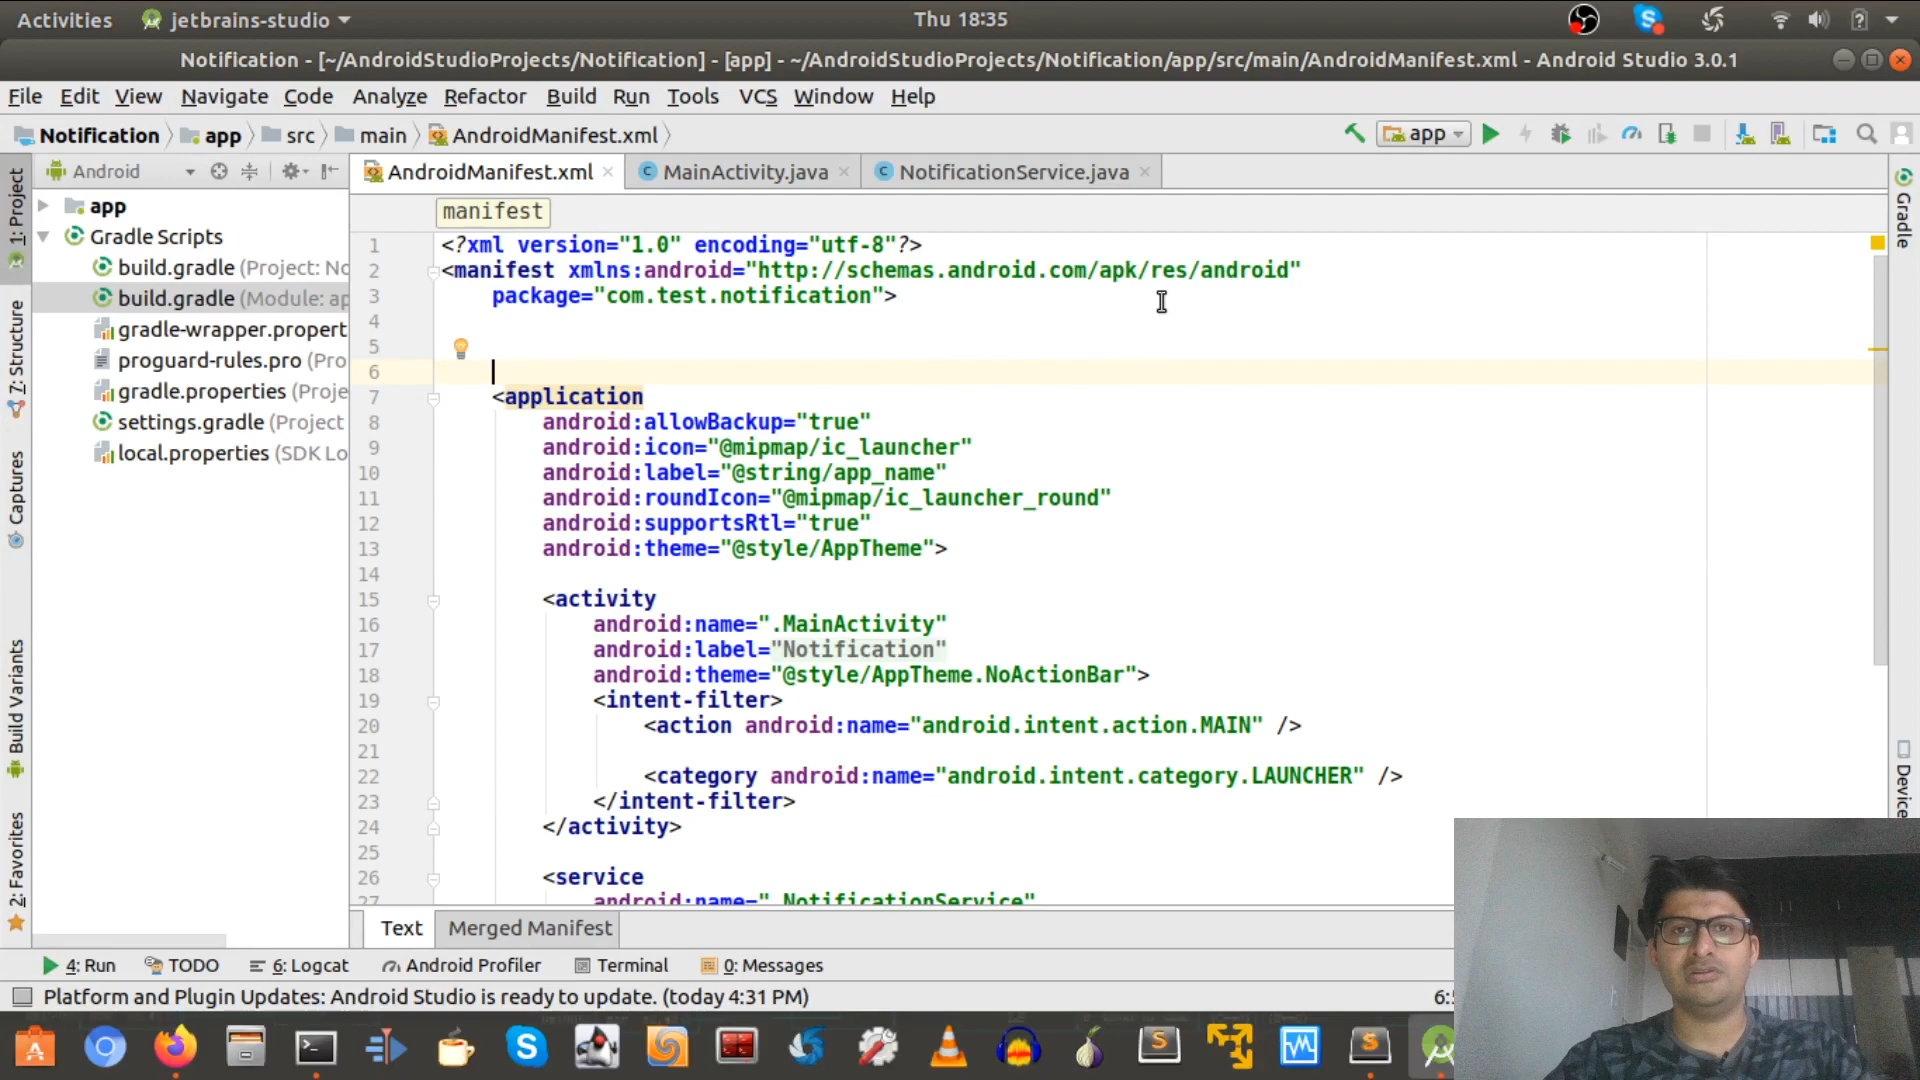 Activities jetbrains-studio Thu 18:35
Notification - [~/AndroidStudioProjects/Notification] - [app] - ~/AndroidStudioProjects/Notification/app/src/main/AndroidManifest.xml - Android Studio 3.0.1
File Edit View Navigate Code Analyze Refactor Build Run Tools VCS Window Help
Notification app src main AndroidManifest.xml app
Android AndroidManifest.xml MainActivity.java NotificationService.java
manifest
1: Project
7: Structure
Captures
Build Variants
2: Favorites
app
Gradle Scripts
build.gradle (Project: No
build.gradle (Module: ap
gradle-wrapper.propert
proguard-rules.pro (Pro
gradle.properties (Proje
settings.gradle (Project
local.properties (SDK Lo
1 <?xml version="1.0" encoding="utf-8"?>
2 <manifest xmlns:android="http://schemas.android.com/apk/res/android"
3 package="com.test.notification">
4
5
6
7 <application
8 android:allowBackup="true"
9 android:icon="@mipmap/ic_launcher"
10 android:label="@string/app_name"
11 android:roundIcon="@mipmap/ic_launcher_round"
12 android:supportsRtl="true"
13 android:theme="@style/AppTheme">
14
15 <activity
16 android:name=".MainActivity"
17 android:label="Notification"
18 android:theme="@style/AppTheme.NoActionBar">
19 <intent-filter>
20 <action android:name="android.intent.action.MAIN" />
21
22 <category android:name="android.intent.category.LAUNCHER" />
23 </intent-filter>
24 </activity>
25
26 <service
27 android:name=".NotificationService"
Gradle
Device
Text Merged Manifest
4: Run TODO 6: Logcat Android Profiler Terminal 0: Messages
Platform and Plugin Updates: Android Studio is ready to update. (today 4:31 PM) 6:5